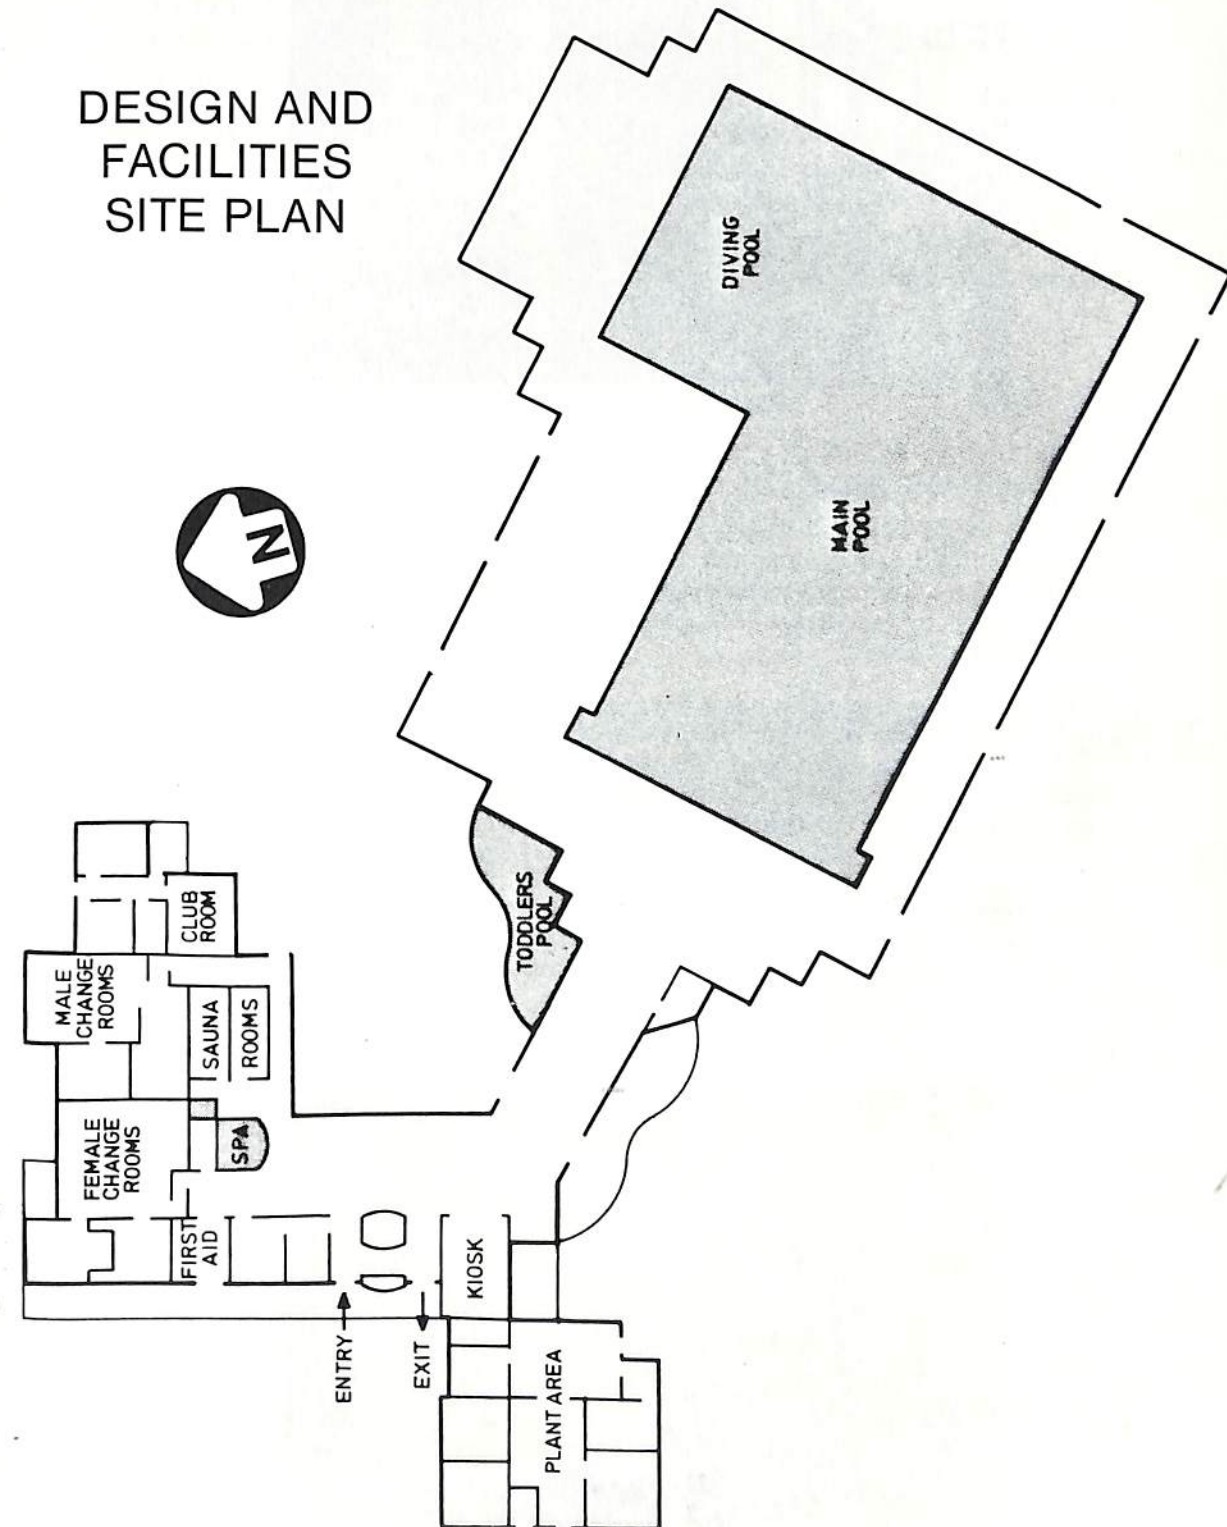 DESIGN AND
FACILITIES
SITE PLAN
DIVING
POOL
MAIN
POOL
N
TODDLERS
POOL
CLUB
ROOM
MALE
CHANGE
ROOMS
SAUNA
ROOMS
FEMALE
CHANGE
ROOMS
SPA
FIRST
AID
KIOSK
ENTRY
EXIT
PLANT AREA